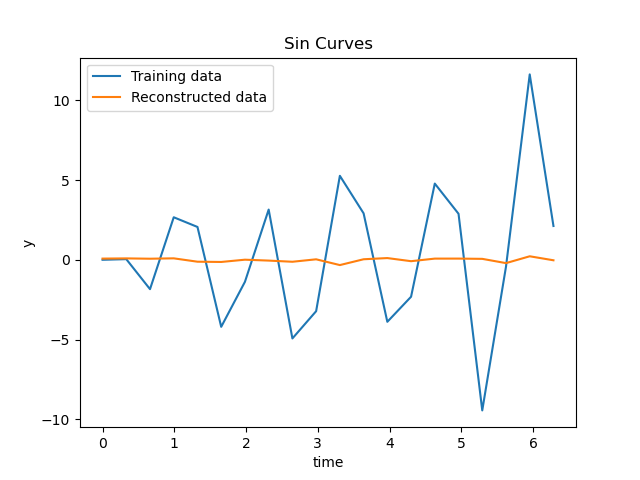 Sin Curves
Training data
Reconstructed data
10
5
0
−5
−10
y
0 1 2 3 4 5 6
time